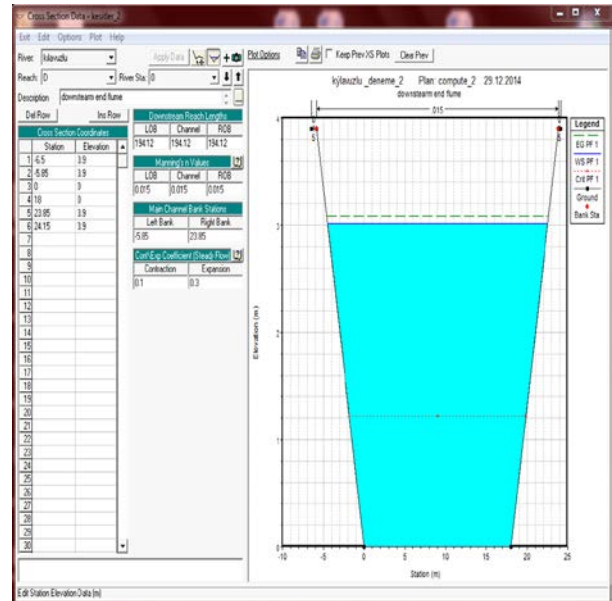 Cross Section Data - kesitler_2
Exit Edit Options Plot Help
River: kilavuzlu Apply Data Plot Options Keep Prev XS Plots Clear Prev
Reach: 0 River Sta.: 0
Description downstearm end flume
Del Row Ins Row
Cross Section Coordinates
Station Elevation
1 -6.5 3.9
2 -5.85 3.9
3 0 0
4 18 0
5 23.85 3.9
6 24.15 3.9
7
8
9
10
11
12
13
14
15
16
17
18
19
20
21
22
23
24
25
26
27
28
29
30
Downstream Reach Lengths
LOB Channel ROB
194.12 194.12 194.12
Manning's n Values
LOB Channel ROB
0.015 0.015 0.015
Main Channel Bank Stations
Left Bank Right Bank
-5.85 23.85
Cont\Exp Coefficient (Steady Flow)
Contraction Expansion
0.1 0.3
kýlavuzlu _deneme_2 Plan: compute_2 29.12.2014
downstearm end flume
.015
Legend
EG PF 1
WS PF 1
Crit PF 1
Ground
Bank Sta
Elevation (m)
4
3
2
1
0
-10 -5 0 5 10 15 20 25
Station (m)
Edit Station Elevation Data (m)